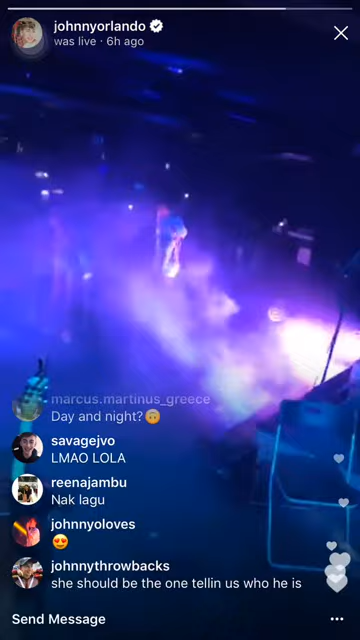 johnnyorlando
was live · 6h ago
marcus.martinus_greece
Day and night?
savagejvo
LMAO LOLA
reenajambu
Nak lagu
johnnyoloves
😍
johnnythrowbacks
she should be the one tellin us who he is
Send Message